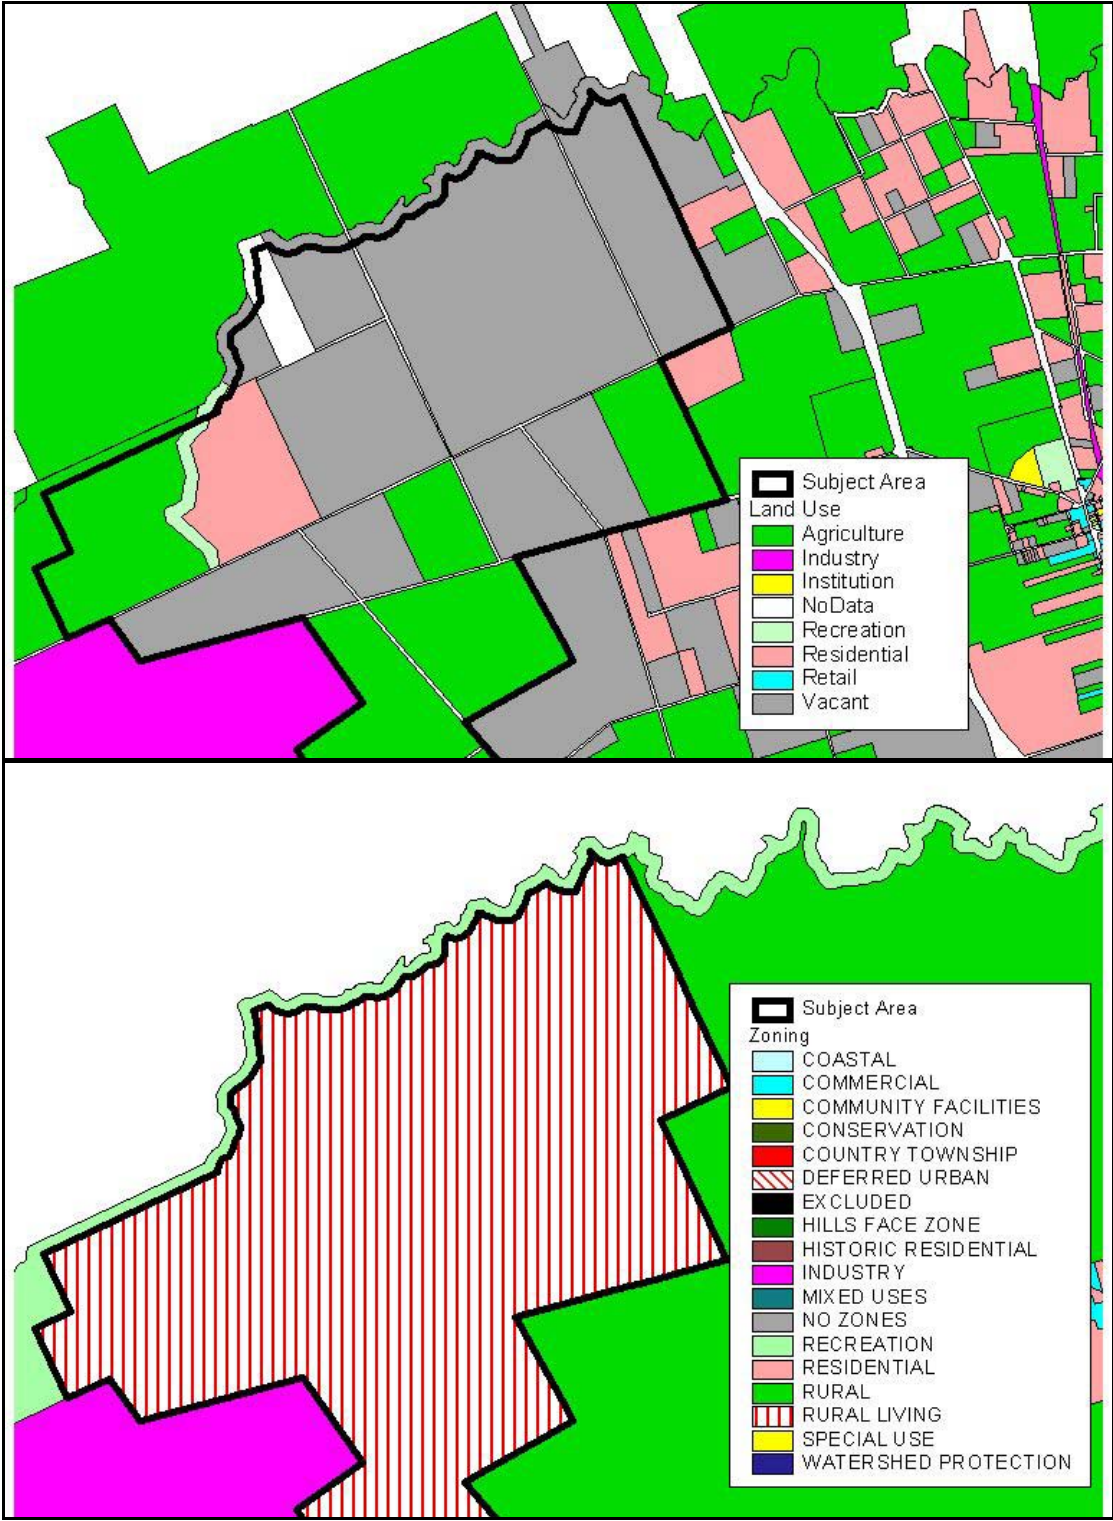 Subject Area
Land Use
Agriculture
Industry
Institution
NoData
Recreation
Residential
Retail
Vacant
Subject Area
Zoning
COASTAL
COMMERCIAL
COMMUNITY FACILITIES
CONSERVATION
COUNTRY TOWNSHIP
DEFERRED URBAN
EXCLUDED
HILLS FACE ZONE
HISTORIC RESIDENTIAL
INDUSTRY
MIXED USES
NO ZONES
RECREATION
RESIDENTIAL
RURAL
RURAL LIVING
SPECIAL USE
WATERSHED PROTECTION